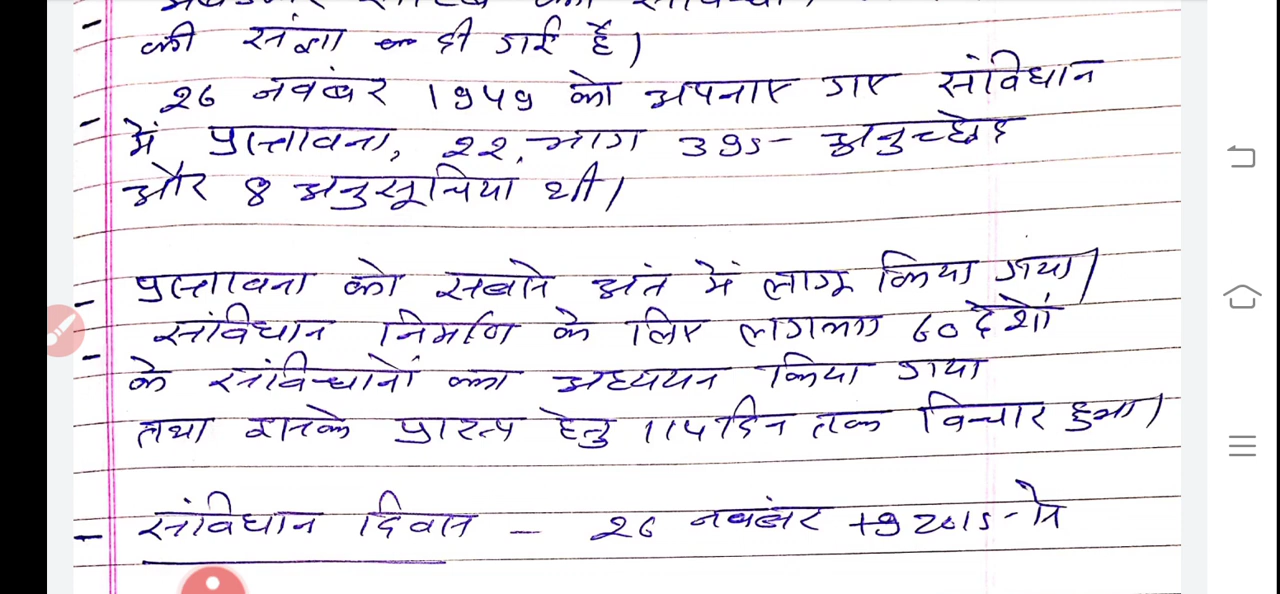 की संज्ञा दी गई है।
- 26 नवंबर 1949 को अपनाए गए संविधान
में प्रस्तावना, 22 भाग 395 अनुच्छेद
और 8 अनुसूचियां थी।
- प्रस्तावना को सबसे अंत में लागू किया गया।
- संविधान निर्माण के लिए लगभग 60 देशों
के संविधानों का अध्ययन किया गया
तथा इसके प्रारूप हेतु 114 दिन तक विचार हुआ।
- संविधान दिवस - 26 नवंबर 2015 से